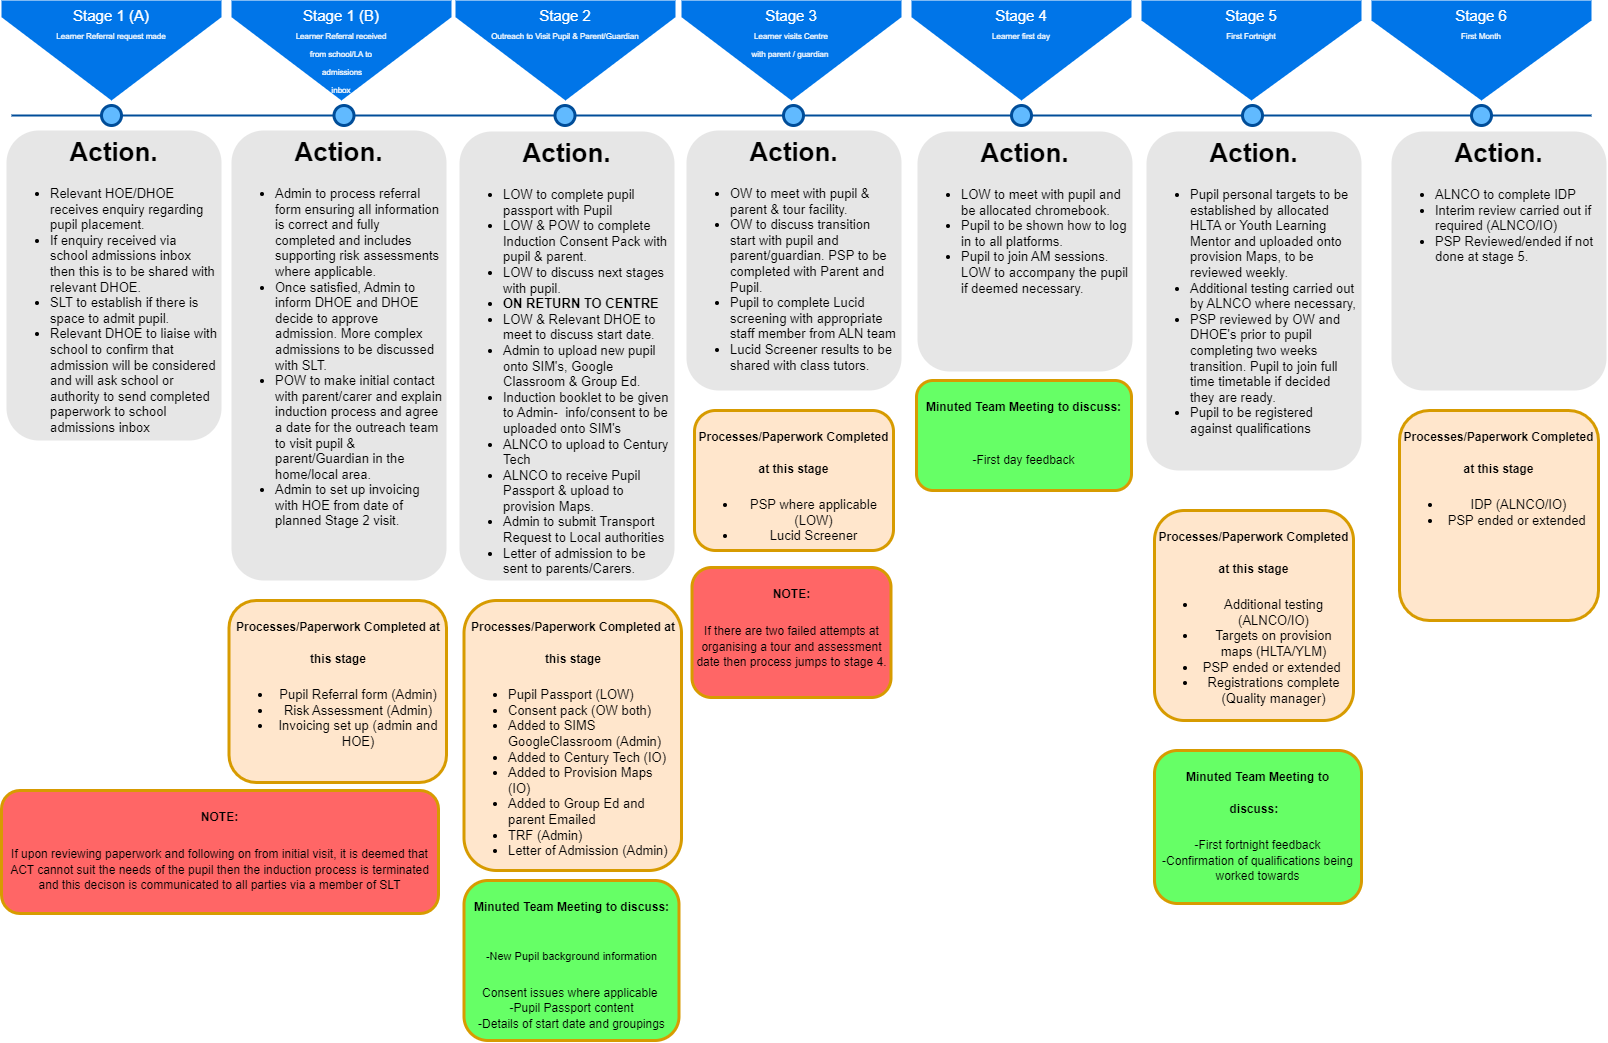 Stage 1 (A)
Learner Referral request made
Stage 1 (B)
Learner Referral received
from school/LA to
admissions
inbox
Stage 2
Outreach to Visit Pupil & Parent/Guardian
Stage 3
Learner visits Centre
with parent / guardian
Stage 4
Learner first day
Stage 5
First Fortnight
Stage 6
First Month
Action.
• Relevant HOE/DHOE
receives enquiry regarding
pupil placement.
• If enquiry received via
school admissions inbox
then this is to be shared with
relevant DHOE.
• SLT to establish if there is
space to admit pupil.
• Relevant DHOE to liaise with
school to confirm that
admission will be considered
and will ask school or
authority to send completed
paperwork to school
admissions inbox
Action.
• Admin to process referral
form ensuring all information
is correct and fully
completed and includes
supporting risk assessments
where applicable.
• Once satisfied, Admin to
inform DHOE and DHOE
decide to approve
admission. More complex
admissions to be discussed
with SLT.
• POW to make initial contact
with parent/carer and explain
induction process and agree
a date for the outreach team
to visit pupil &
parent/Guardian in the
home/local area.
• Admin to set up invoicing
with HOE from date of
planned Stage 2 visit.
Processes/Paperwork Completed at
this stage
• Pupil Referral form (Admin)
• Risk Assessment (Admin)
• Invoicing set up (admin and
HOE)
NOTE:
If upon reviewing paperwork and following on from initial visit, it is deemed that
ACT cannot suit the needs of the pupil then the induction process is terminated
and this decison is communicated to all parties via a member of SLT
Action.
• LOW to complete pupil
passport with Pupil
• LOW & POW to complete
Induction Consent Pack with
pupil & parent.
• LOW to discuss next stages
with pupil.
• ON RETURN TO CENTRE
• LOW & Relevant DHOE to
meet to discuss start date.
• Admin to upload new pupil
onto SIM's, Google
Classroom & Group Ed.
• Induction booklet to be given
to Admin- info/consent to be
uploaded onto SIM's
• ALNCO to upload to Century
Tech
• ALNCO to receive Pupil
Passport & upload to
provision Maps.
• Admin to submit Transport
Request to Local authorities
• Letter of admission to be
sent to parents/Carers.
Processes/Paperwork Completed at
this stage
• Pupil Passport (LOW)
• Consent pack (OW both)
• Added to SIMS
GoogleClassroom (Admin)
• Added to Century Tech (IO)
• Added to Provision Maps
(IO)
• Added to Group Ed and
parent Emailed
• TRF (Admin)
• Letter of Admission (Admin)
Minuted Team Meeting to discuss:
-New Pupil background information
Consent issues where applicable
-Pupil Passport content
-Details of start date and groupings
Action.
• OW to meet with pupil &
parent & tour facility.
• OW to discuss transition
start with pupil and
parent/guardian. PSP to be
completed with Parent and
Pupil.
• Pupil to complete Lucid
screening with appropriate
staff member from ALN team
• Lucid Screener results to be
shared with class tutors.
Processes/Paperwork Completed
at this stage
• PSP where applicable
(LOW)
• Lucid Screener
NOTE:
If there are two failed attempts at
organising a tour and assessment
date then process jumps to stage 4.
Action.
• LOW to meet with pupil and
be allocated chromebook.
• Pupil to be shown how to log
in to all platforms.
• Pupil to join AM sessions.
LOW to accompany the pupil
if deemed necessary.
Minuted Team Meeting to discuss:
-First day feedback
Action.
• Pupil personal targets to be
established by allocated
HLTA or Youth Learning
Mentor and uploaded onto
provision Maps, to be
reviewed weekly.
• Additional testing carried out
by ALNCO where necessary,
• PSP reviewed by OW and
DHOE's prior to pupil
completing two weeks
transition. Pupil to join full
time timetable if decided
they are ready.
• Pupil to be registered
against qualifications
Processes/Paperwork Completed
at this stage
• Additional testing
(ALNCO/IO)
• Targets on provision
maps (HLTA/YLM)
• PSP ended or extended
• Registrations complete
(Quality manager)
Minuted Team Meeting to
discuss:
-First fortnight feedback
-Confirmation of qualifications being
worked towards
Action.
• ALNCO to complete IDP
• Interim review carried out if
required (ALNCO/IO)
• PSP Reviewed/ended if not
done at stage 5.
Processes/Paperwork Completed
at this stage
• IDP (ALNCO/IO)
• PSP ended or extended